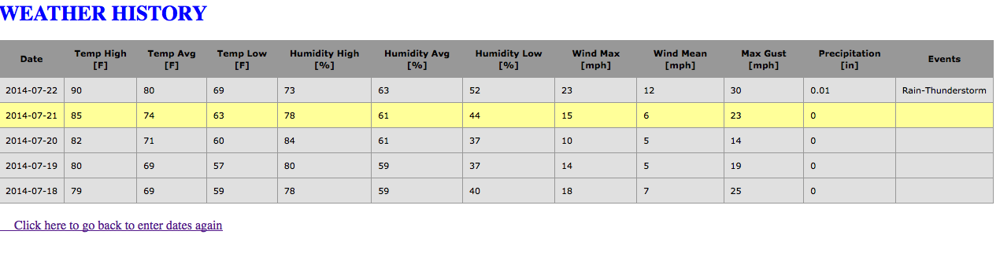 WEATHER HISTORY
Date Temp High [F] Temp Avg [F] Temp Low [F] Humidity High [%] Humidity Avg [%] Humidity Low [%] Wind Max [mph] Wind Mean [mph] Max Gust [mph] Precipitation [in] Events
2014-07-22 90 80 69 73 63 52 23 12 30 0.01 Rain-Thunderstorm
2014-07-21 85 74 63 78 61 44 15 6 23 0
2014-07-20 82 71 60 84 61 37 10 5 14 0
2014-07-19 80 69 57 80 59 37 14 5 19 0
2014-07-18 79 69 59 78 59 40 18 7 25 0
Click here to go back to enter dates again